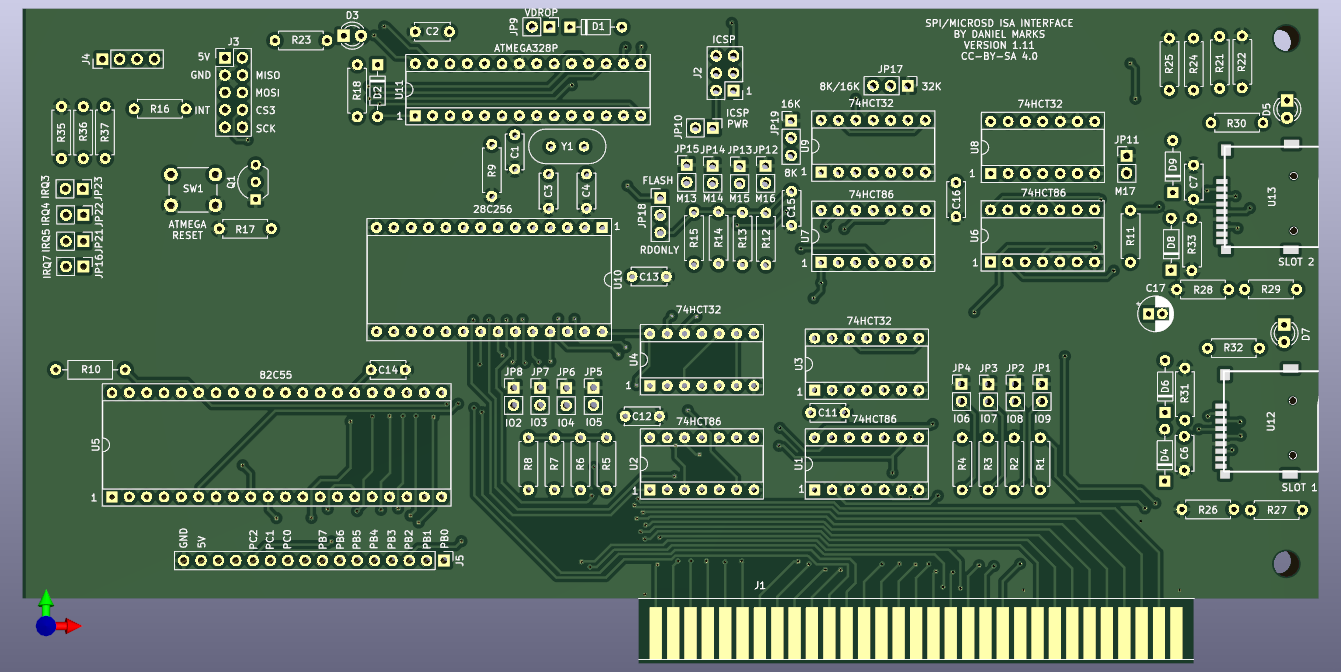 SPI/MICROSD ISA INTERFACE
BY DANIEL MARKS
VERSION 1.11
CC-BY-SA 4.0
D3
R23
C2
VDROP
JP9
D1
J4
J3
5V
GND
INT
MISO
MOSI
CS3
SCK
R18
D2
ATMEGA328P
U11
1
ICSP
J2
1
ICSP
PWR
JP10
JP17
8K/16K
32K
16K
JP19
8K
74HCT32
U9
1
74HCT32
U8
1
JP11
M17
R25
R24
R21
R22
D5
R30
R35
R36
R37
R16
SW1
ATMEGA
RESET
Q1
R17
IRQ3
JP23
IRQ4
JP22
IRQ5
JP21
IRQ7
JP16
R9
C1
Y1
C3
C4
FLASH
JP18
RDONLY
JP15
JP14
JP13
JP12
M13
M14
M15
M16
R15
R14
R13
R12
C15
74HCT86
U7
1
C16
74HCT86
U6
1
R11
D9
C7
D8
R33
U13
SLOT 2
28C256
U10
1
C13
C17
+
R28
R29
74HCT32
U4
1
74HCT32
U3
1
R32
D7
R10
82C55
C14
U5
1
JP8
JP7
JP6
JP5
IO2
IO3
IO4
IO5
R8
R7
R6
R5
C12
74HCT86
U2
1
C11
74HCT86
U1
1
JP4
JP3
JP2
JP1
IO6
IO7
IO8
IO9
R4
R3
R2
R1
D6
R31
D4
C6
U12
SLOT 1
R26
R27
GND
5V
PC2
PC1
PC0
PB7
PB6
PB5
PB4
PB3
PB2
PB1
PB0
J5
J1